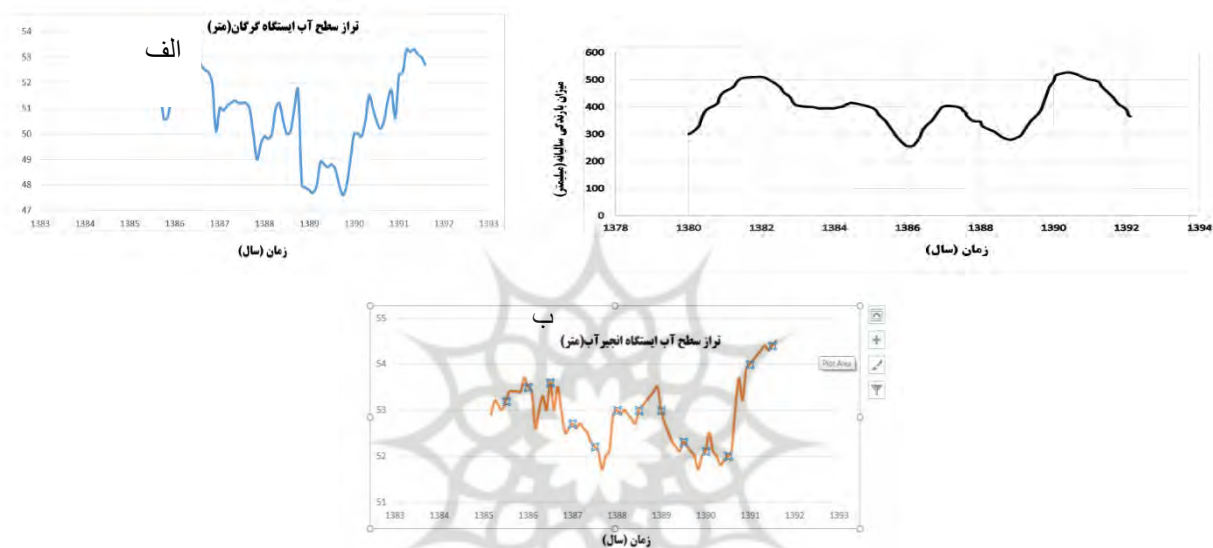 تراز سطح آب ایستگاه گرگان(متر)
الف
54
53
52
51
50
49
48
47
1383 1384 1385 1386 1387 1388 1389 1390 1391 1392 1393
زمان (سال)
میزان بارندگی سالیانه(میلیمتر)
600
500
400
300
200
100
0
1378 1380 1382 1384 1386 1388 1390 1392 1394
زمان (سال)
ب
تراز سطح آب ایستگاه انجیرآب(متر)
55
54
53
52
51
1383 1384 1385 1386 1387 1388 1389 1390 1391 1392 1393
زمان (سال)
Plot Area